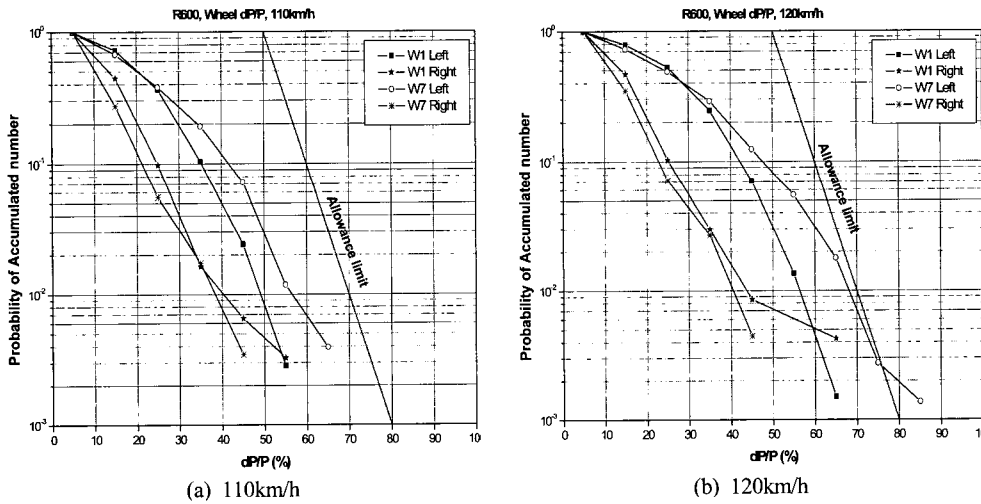 R600, Wheel dP/P, 110km/h
10⁰
10⁻¹
10⁻²
10⁻³
Probability of Accumulated number
W1 Left
W1 Right
W7 Left
W7 Right
Allowance limit
0 10 20 30 40 50 60 70 80 90 10
dP/P (%)
(a) 110km/h
R600, Wheel dP/P, 120km/h
10⁰
10⁻¹
10⁻²
10⁻³
Probability of Accumulated number
W1 Left
W1 Right
W7 Left
W7 Right
Allowance limit
0 10 20 30 40 50 60 70 80 90 10
dP/P (%)
(b) 120km/h